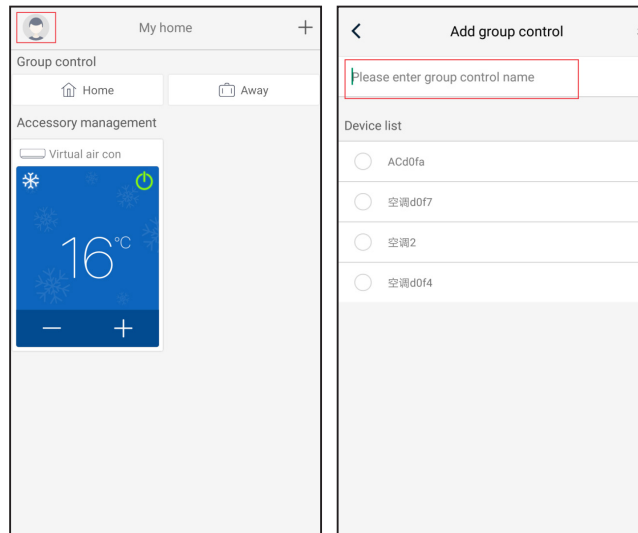 My home
+
Group control
Home
Away
Accessory management
Virtual air con
16°C
— +
Add group control
Please enter group control name
Device list
ACd0fa
空调d0f7
空调2
空调d0f4